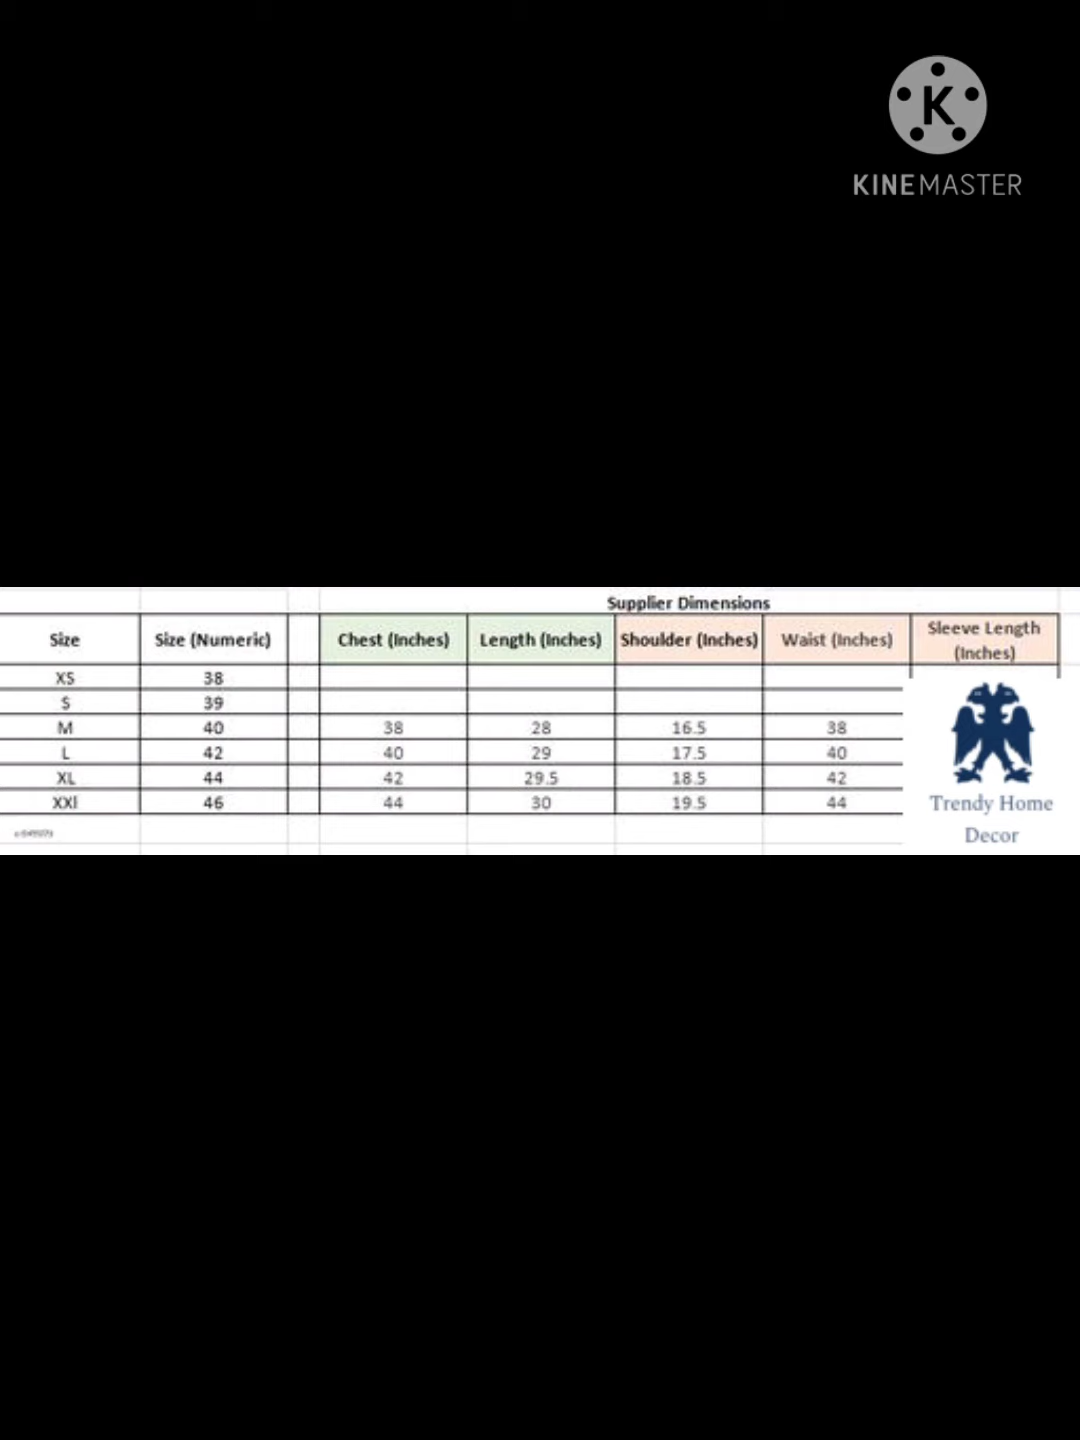 K
KINEMASTER
Supplier Dimensions
Size Size (Numeric) Chest (Inches) Length (Inches) Shoulder (Inches) Waist (Inches) Sleeve Length (Inches)
XS 38
S 39
M 40 38 28 16.5 38
L 42 40 29 17.5 40
XL 44 42 29.5 18.5 42
XXl 46 44 30 19.5 44
Trendy Home
Decor